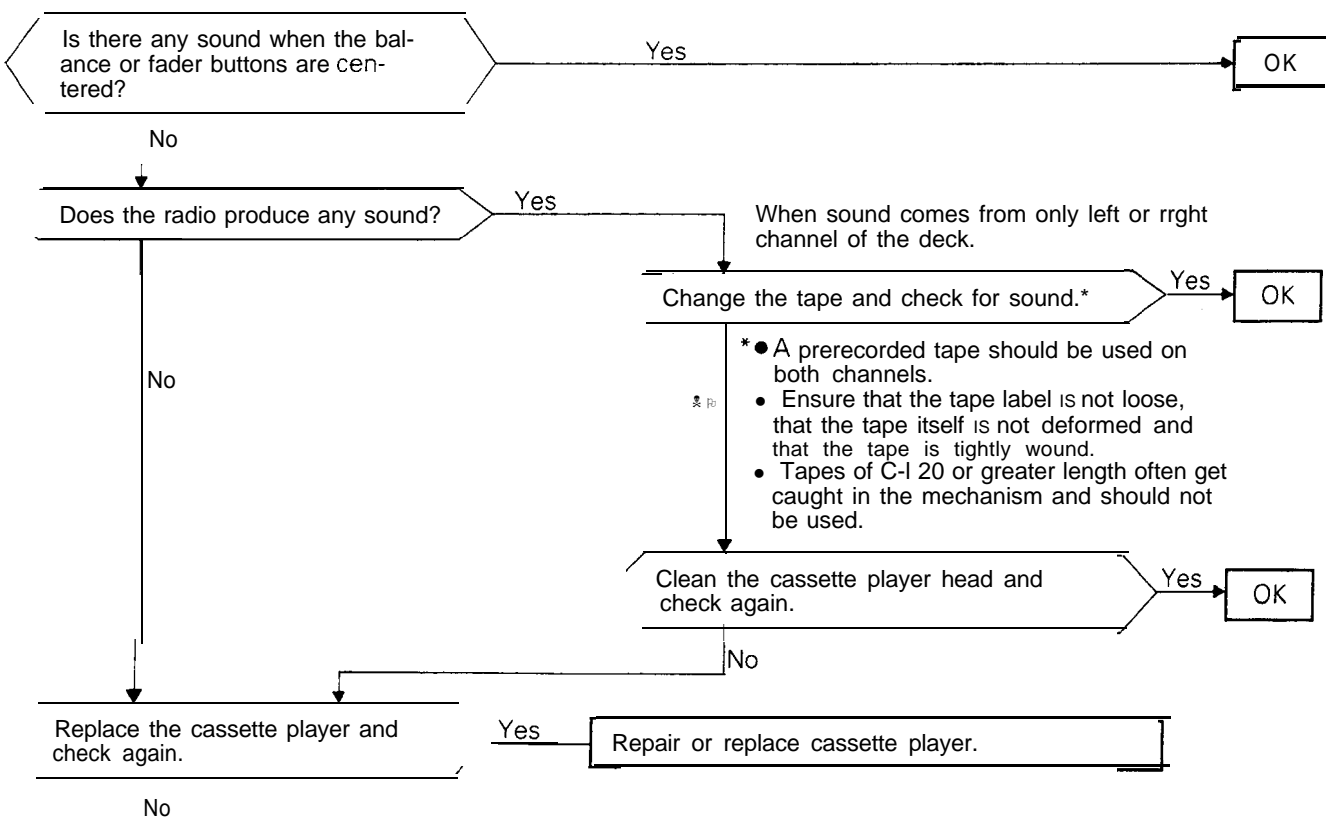 Is there any sound when the bal-
ance or fader buttons are cen-
tered?
Yes
OK
No
Does the radio produce any sound?
Yes
When sound comes from only left or rrght
channel of the deck.
Change the tape and check for sound.*
Yes
OK
No
*● A prerecorded tape should be used on
both channels.
● Ensure that the tape label is not loose,
that the tape itself is not deformed and
that the tape is tightly wound.
● Tapes of C-I 20 or greater length often get
caught in the mechanism and should not
be used.
Clean the cassette player head and
check again.
Yes
OK
No
Replace the cassette player and
check again.
Yes
Repair or replace cassette player.
No